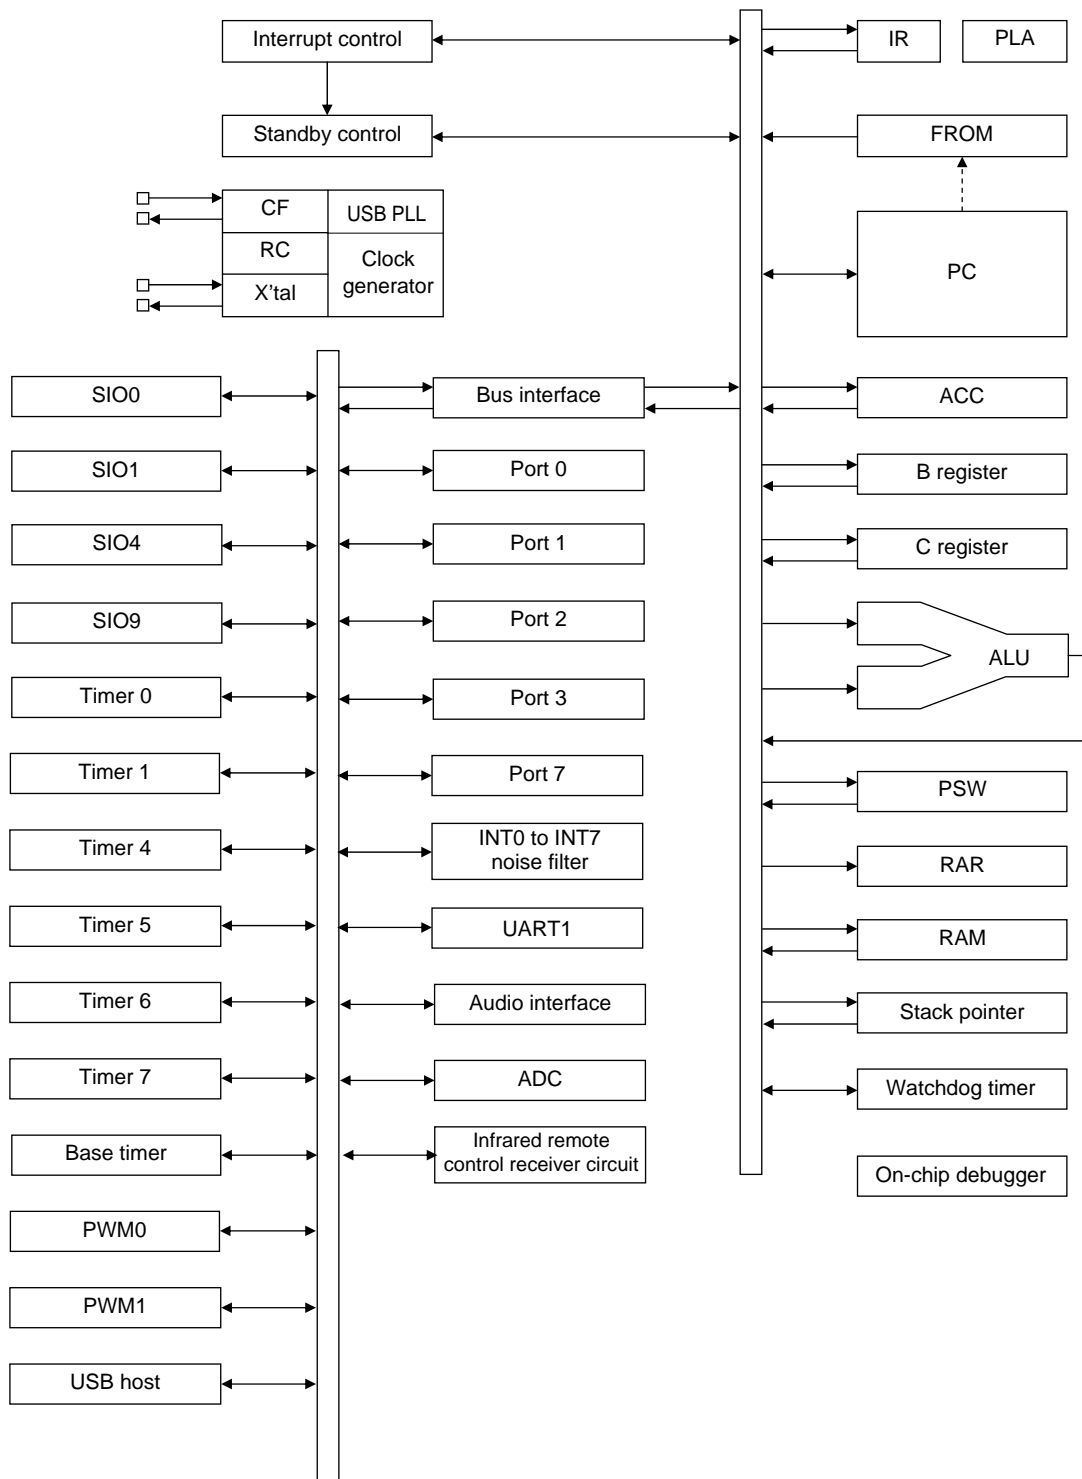 Interrupt control
IR
PLA
Standby control
FROM
CF
USB PLL
RC
Clock
generator
X'tal
PC
SIO0
Bus interface
ACC
SIO1
Port 0
B register
SIO4
Port 1
C register
SIO9
Port 2
ALU
Timer 0
Port 3
Timer 1
Port 7
PSW
Timer 4
INT0 to INT7
noise filter
RAR
Timer 5
UART1
RAM
Timer 6
Audio interface
Stack pointer
Timer 7
ADC
Watchdog timer
Base timer
Infrared remote
control receiver circuit
On-chip debugger
PWM0
PWM1
USB host